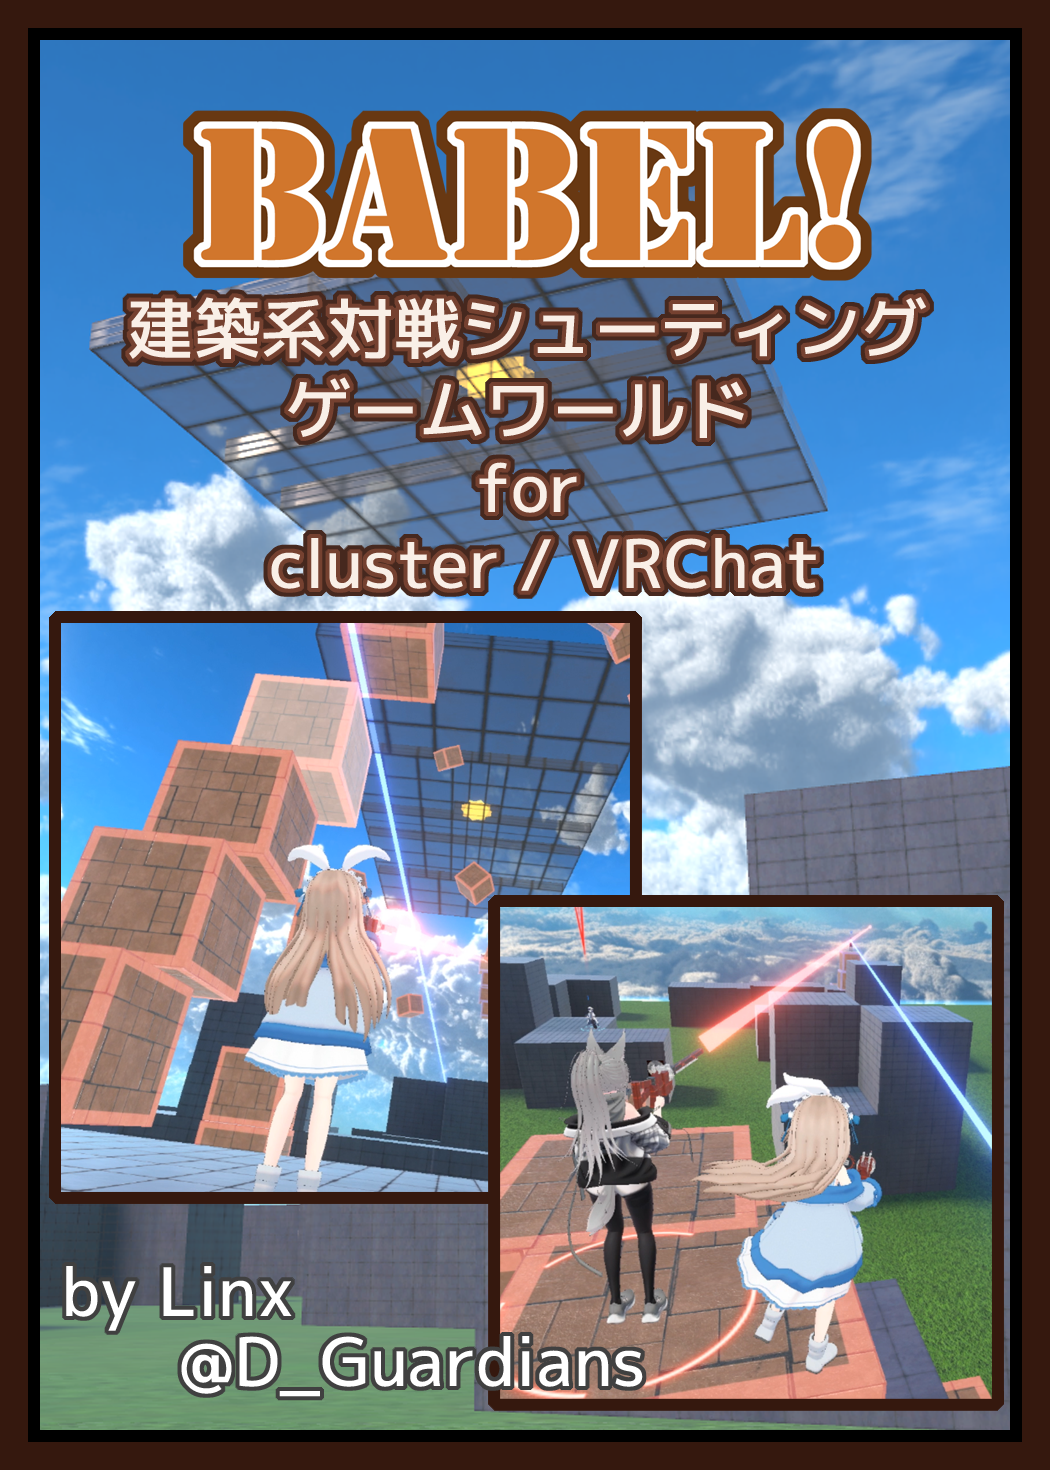 BABEL!
建築系対戦シューティング
ゲームワールド
for
cluster / VRChat
by Linx
@D_Guardians